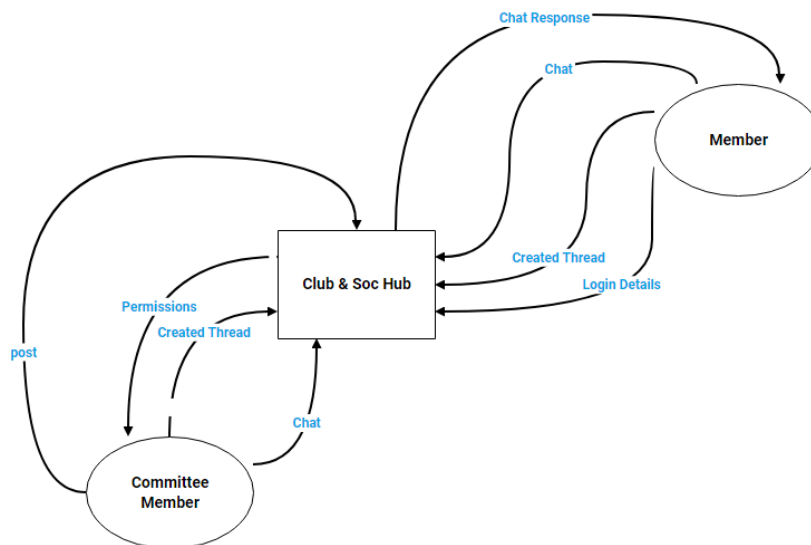 Chat Response
Chat
Member
Created Thread
Login Details
Club & Soc Hub
Permissions
Created Thread
post
Chat
Committee
Member